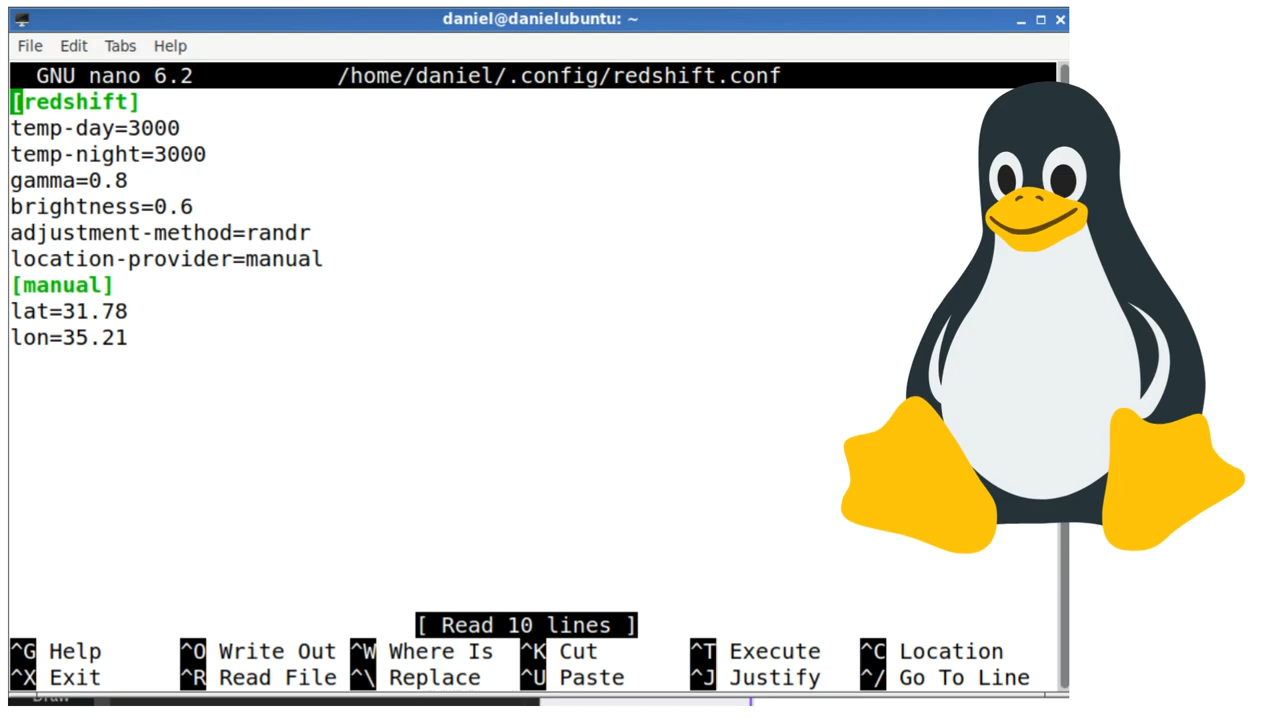 daniel@danielubuntu: ~
File Edit Tabs Help
GNU nano 6.2 /home/daniel/.config/redshift.conf
[redshift]
temp-day=3000
temp-night=3000
gamma=0.8
brightness=0.6
adjustment-method=randr
location-provider=manual
[manual]
lat=31.78
lon=35.21
[ Read 10 lines ]
^G Help ^O Write Out ^W Where Is ^K Cut ^T Execute ^C Location
^X Exit ^R Read File ^\ Replace ^U Paste ^J Justify ^/ Go To Line